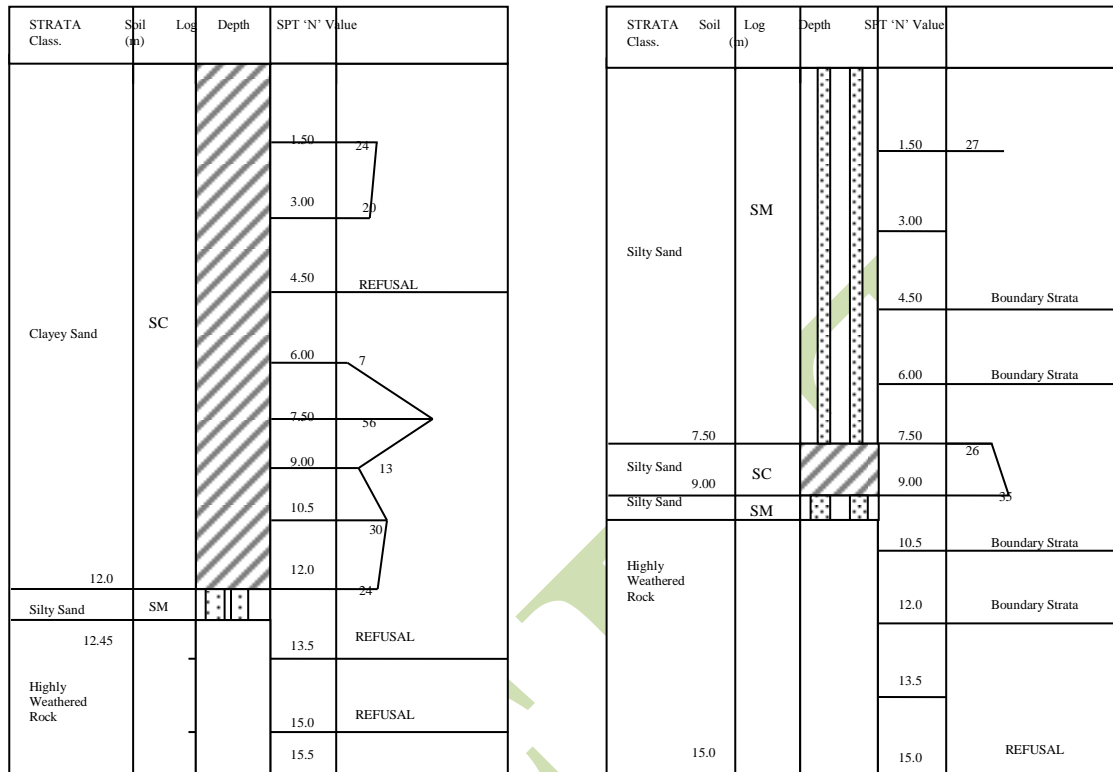 STRATA Soil Log Depth SPT ‘N’ Value
Class. (m)
1.50 24
3.00 20
4.50 REFUSAL
Clayey Sand SC
6.00 7
7.50 56
9.00 13
10.5 30
12.0 12.0 24
Silty Sand SM
12.45
13.5 REFUSAL
Highly
Weathered
Rock
15.0 REFUSAL
15.5
STRATA Soil Log Depth SPT ‘N’ Value
Class. (m)
1.50 27
SM
3.00
Silty Sand
4.50 Boundary Strata
6.00 Boundary Strata
7.50 7.50 26
Silty Sand SC
9.00 9.00 35
Silty Sand SM
10.5 Boundary Strata
Highly
Weathered
Rock
12.0 Boundary Strata
13.5
15.0 15.0 REFUSAL